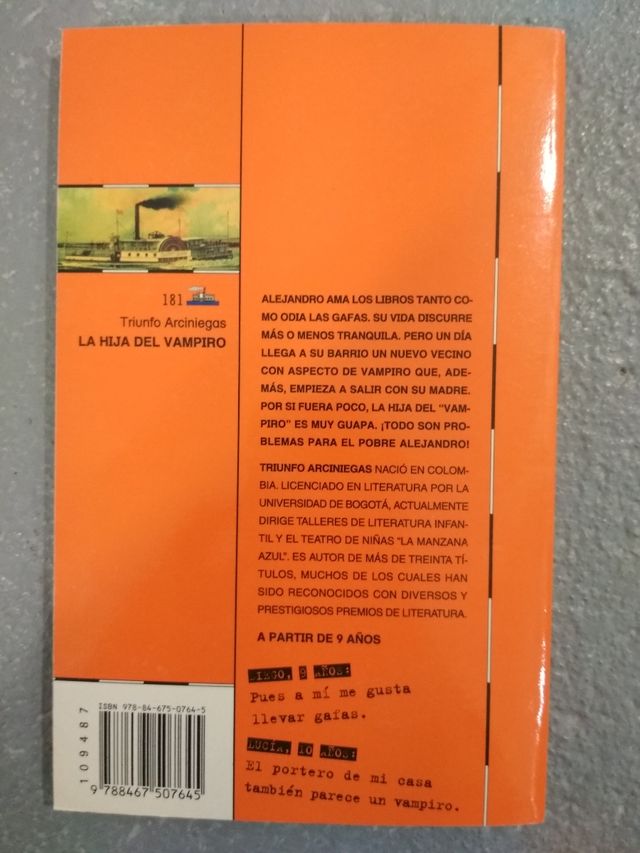 181
Triunfo Arciniegas
LA HIJA DEL VAMPIRO
ALEJANDRO AMA LOS LIBROS TANTO CO-
MO ODIA LAS GAFAS. SU VIDA DISCURRE
MÁS O MENOS TRANQUILA. PERO UN DÍA
LLEGA A SU BARRIO UN NUEVO VECINO
CON ASPECTO DE VAMPIRO QUE, ADE-
MÁS, EMPIEZA A SALIR CON SU MADRE.
POR SI FUERA POCO, LA HIJA DEL “VAM-
PIRO” ES MUY GUAPA. ¡TODO SON PRO-
BLEMAS PARA EL POBRE ALEJANDRO!
TRIUNFO ARCINIEGAS NACIÓ EN COLOM-
BIA. LICENCIADO EN LITERATURA POR LA
UNIVERSIDAD DE BOGOTÁ, ACTUALMENTE
DIRIGE TALLERES DE LITERATURA INFAN-
TIL Y EL TEATRO DE NIÑAS “LA MANZANA
AZUL”. ES AUTOR DE MÁS DE TREINTA TÍ-
TULOS, MUCHOS DE LOS CUALES HAN
SIDO RECONOCIDOS CON DIVERSOS Y
PRESTIGIOSOS PREMIOS DE LITERATURA.
A PARTIR DE 9 AÑOS
DIEGO, 9 AÑOS:
Pues a mí me gusta
llevar gafas.
LUCÍA, 10 AÑOS:
El portero de mi casa
también parece un vampiro.
ISBN 978-84-675-0764-5
109487
9 788467 507645